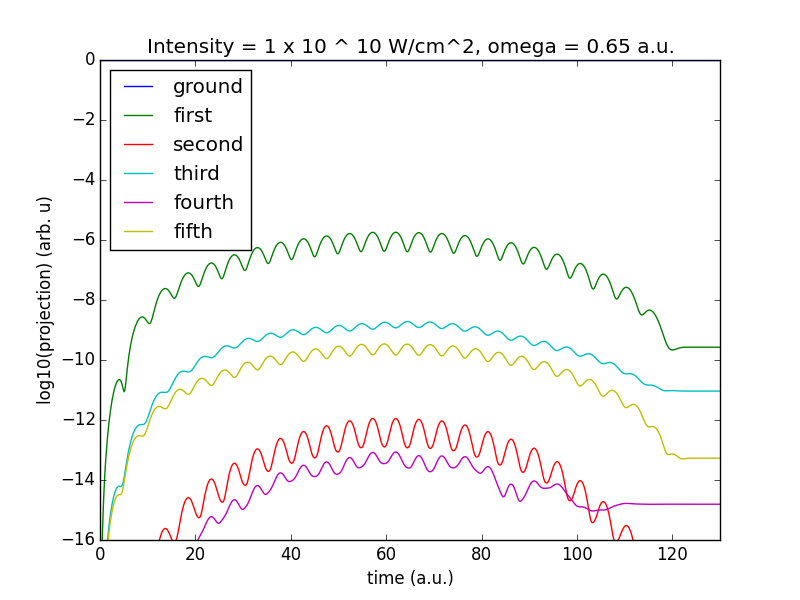 Intensity = 1 x 10 ^ 10 W/cm^2, omega = 0.65 a.u.
log10(projection) (arb. u)
0
−2
−4
−6
−8
−10
−12
−14
−16
ground
first
second
third
fourth
fifth
0 20 40 60 80 100 120
time (a.u.)